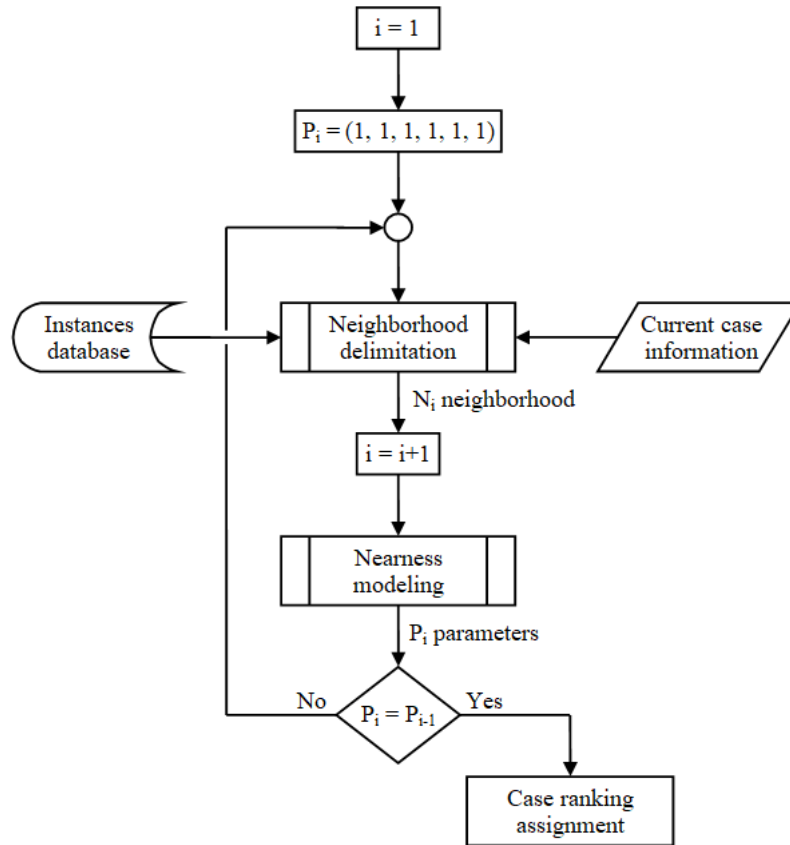 i = 1
Pᵢ = (1, 1, 1, 1, 1, 1)
Instances
database
Neighborhood
delimitation
Current case
information
Nᵢ neighborhood
i = i+1
Nearness
modeling
Pᵢ parameters
No
Pᵢ = Pᵢ₋₁
Yes
Case ranking
assignment